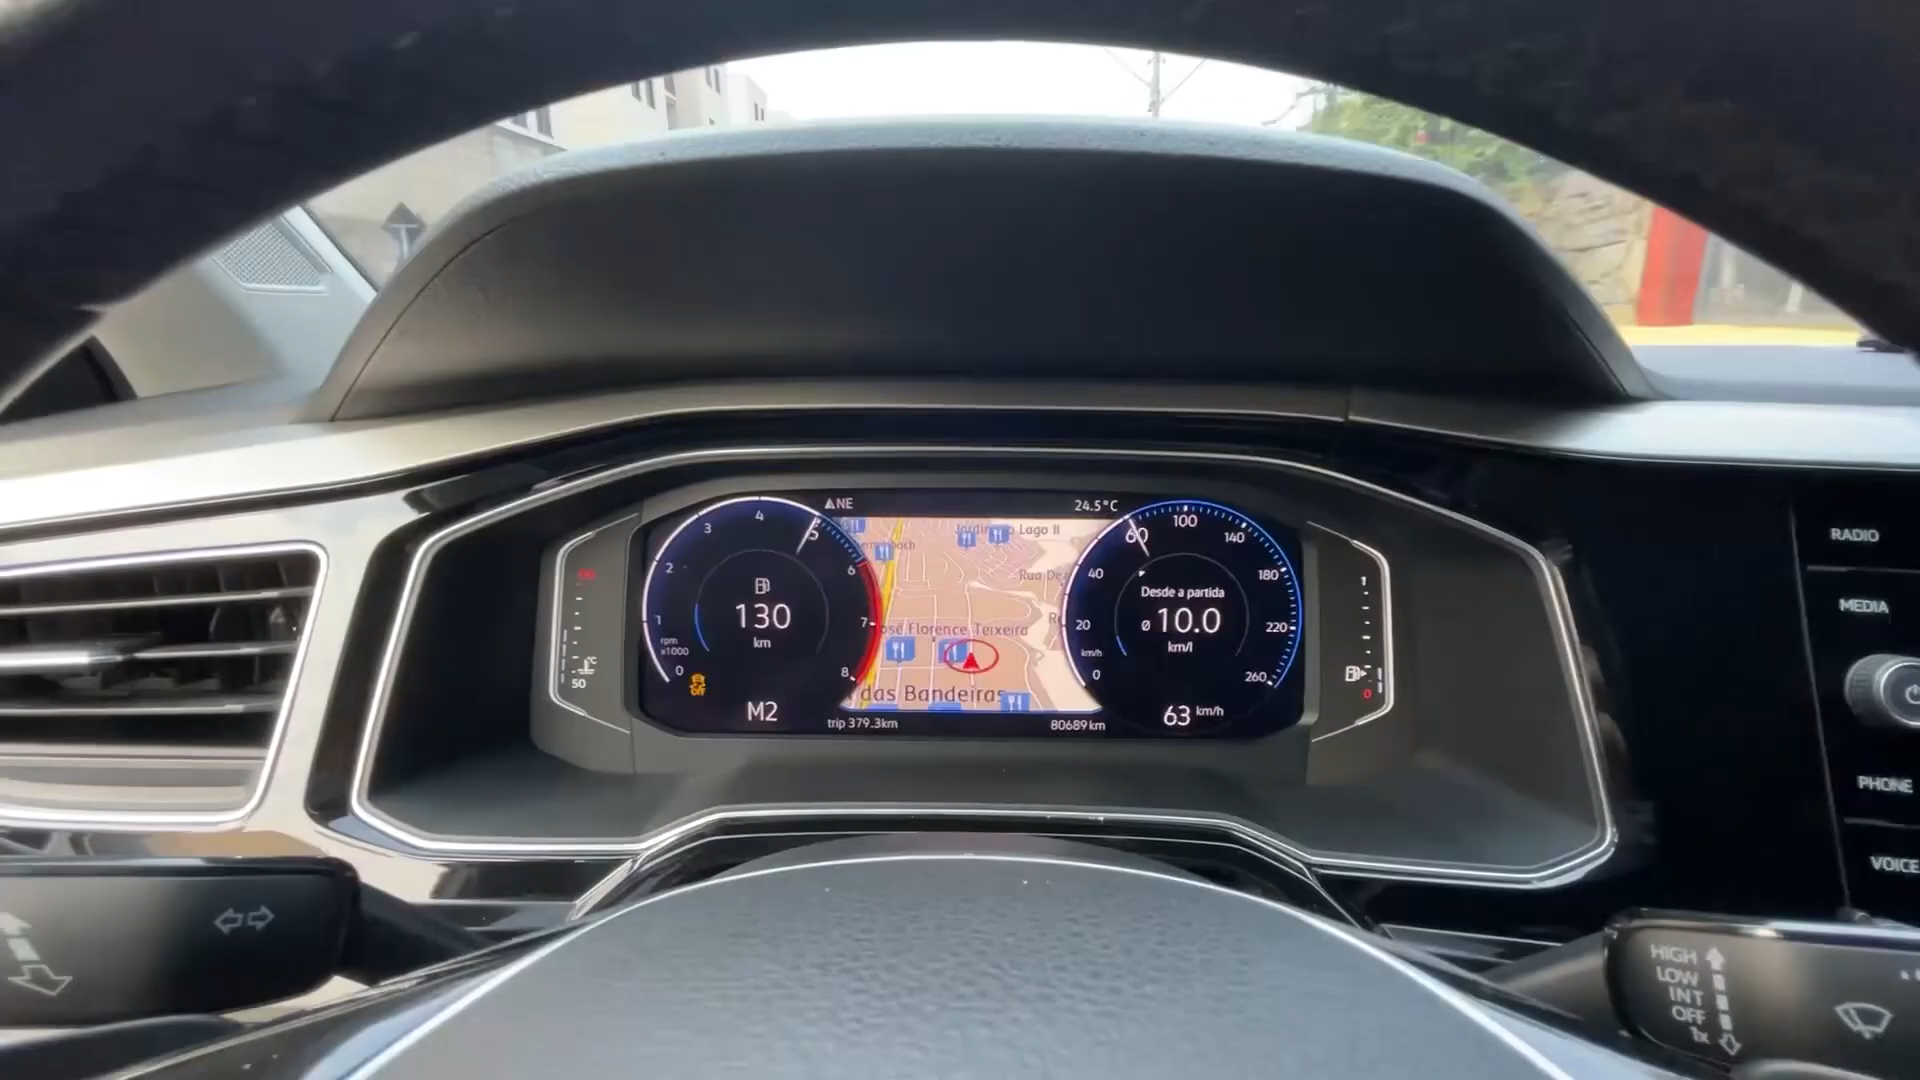 NE
24.5°C
Jardim do Lago II
Rua Dez
José Florence Teixeira
das Bandeiras
trip 379.3km
80689 km
0
1
2
3
4
5
6
7
8
rpm
x1000
130
km
OFF
M2
0
20
40
60
100
140
180
220
260
km/h
Desde a partida
ø 10.0
km/l
63 km/h
°C
50
1
0
RADIO
MEDIA
PHONE
VOICE
HIGH
LOW
INT
OFF
1x